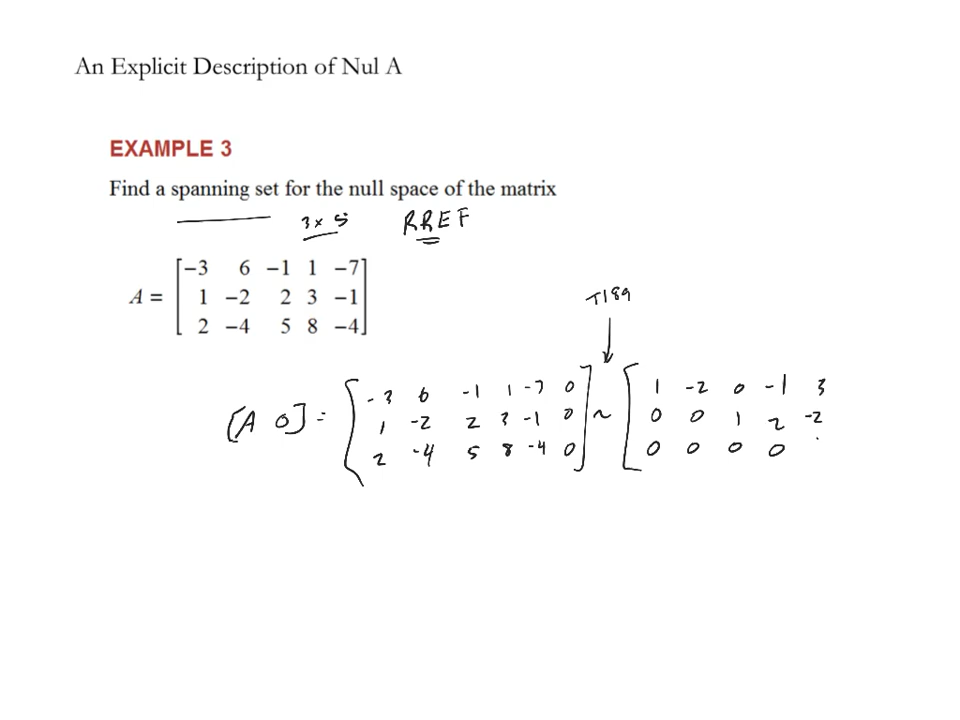 An Explicit Description of Nul A
EXAMPLE 3
Find a spanning set for the null space of the matrix
3 x 5 RREF
A = [-3 6 -1 1 -7
1 -2 2 3 -1
2 -4 5 8 -4]
TI89
[A 0] = [-3 6 -1 1 -7 0] ~ [1 -2 0 -1 3
1 -2 2 3 -1 0 0 0 1 2 -2
2 -4 5 8 -4 0 0 0 0 0